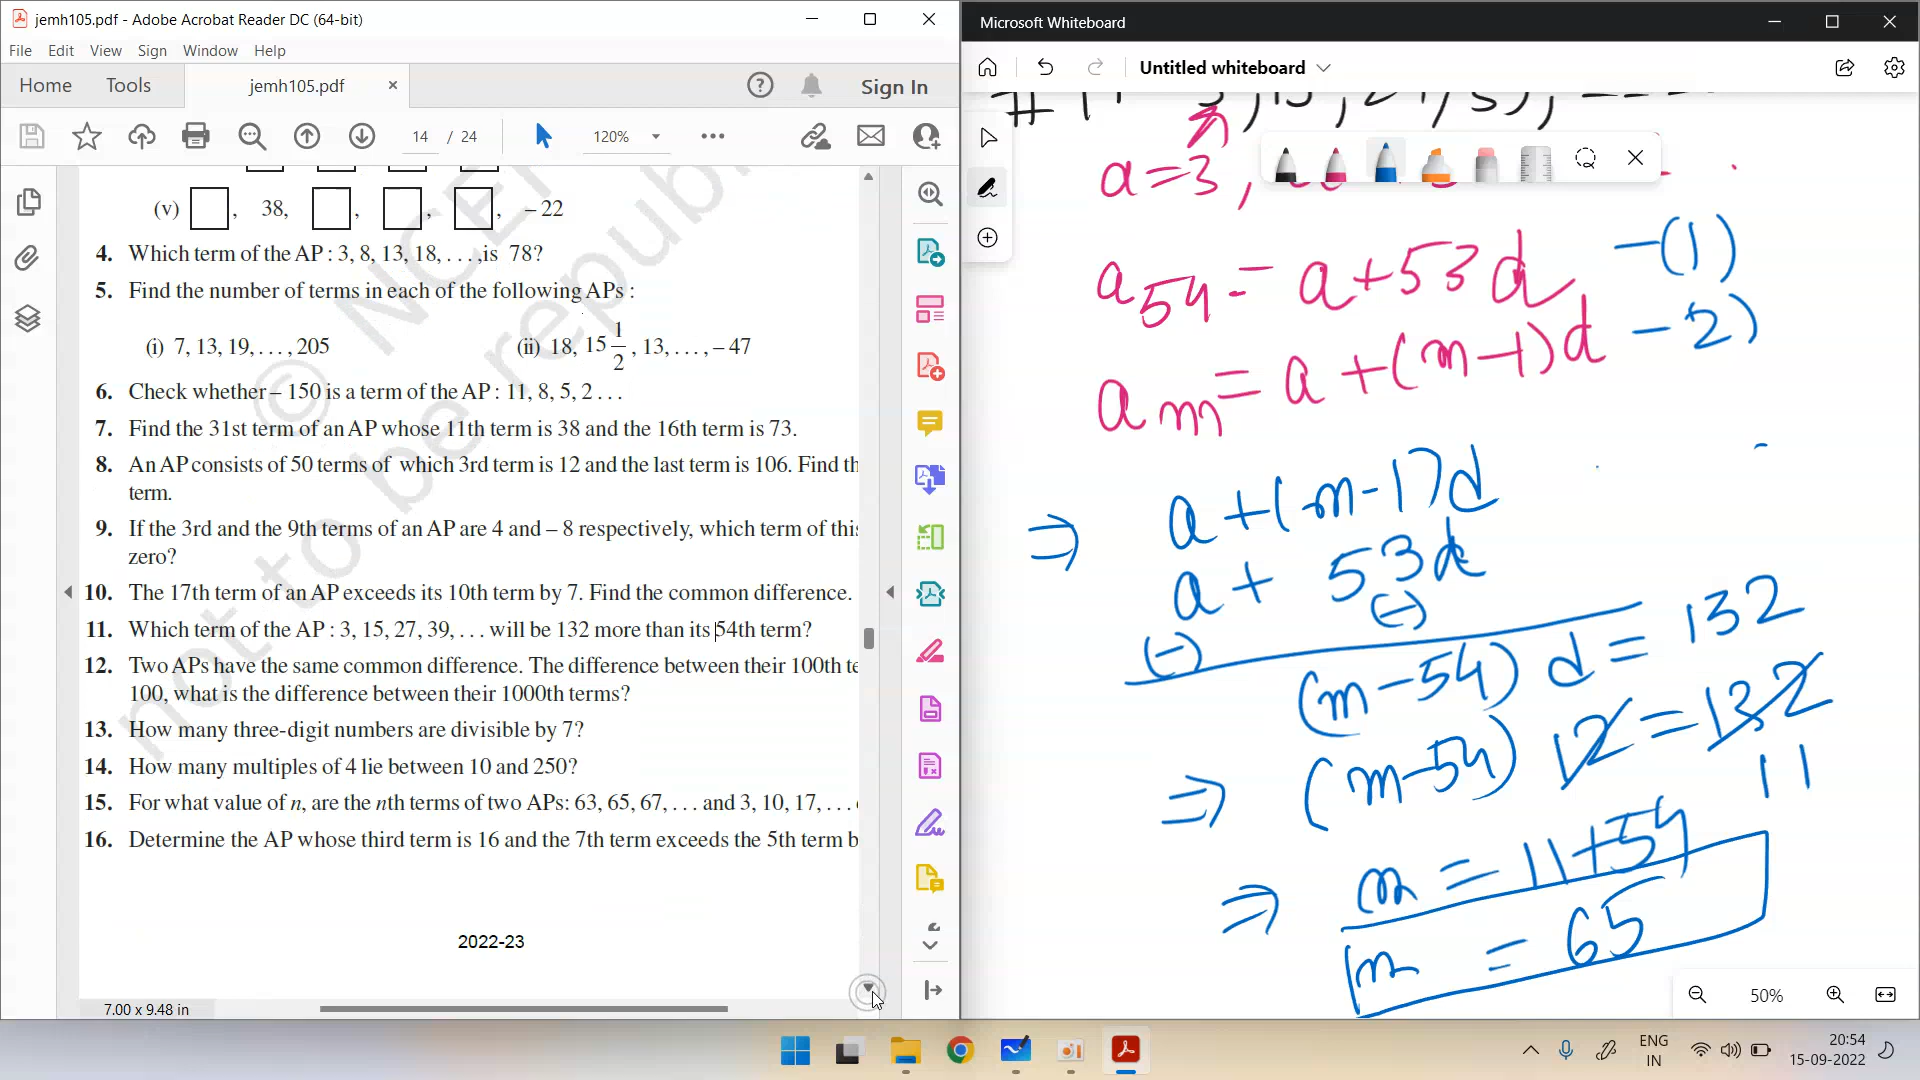 jemh105.pdf - Adobe Acrobat Reader DC (64-bit)
File Edit View Sign Window Help
Home Tools jemh105.pdf × Sign In
14 / 24 120%
© NCERT
not to be republished
(v) , 38, , , , – 22
4. Which term of the AP : 3, 8, 13, 18, . . . ,is 78?
5. Find the number of terms in each of the following APs :
(i) 7, 13, 19, . . . , 205 (ii) 18, 15 1/2 , 13, . . . , – 47
6. Check whether – 150 is a term of the AP : 11, 8, 5, 2 . . .
7. Find the 31st term of an AP whose 11th term is 38 and the 16th term is 73.
8. An AP consists of 50 terms of which 3rd term is 12 and the last term is 106. Find th
term.
9. If the 3rd and the 9th terms of an AP are 4 and – 8 respectively, which term of this
zero?
10. The 17th term of an AP exceeds its 10th term by 7. Find the common difference.
11. Which term of the AP : 3, 15, 27, 39, . . . will be 132 more than its 54th term?
12. Two APs have the same common difference. The difference between their 100th te
100, what is the difference between their 1000th terms?
13. How many three-digit numbers are divisible by 7?
14. How many multiples of 4 lie between 10 and 250?
15. For what value of n, are the nth terms of two APs: 63, 65, 67, . . . and 3, 10, 17, . . .
16. Determine the AP whose third term is 16 and the 7th term exceeds the 5th term b
2022-23
7.00 x 9.48 in
Microsoft Whiteboard
Untitled whiteboard
a = 3,
a54 = a + 53d —(1)
am = a + (m – 1)d – 2)
⇒ a + (m – 1)d
a + 53d
(–) (–)
(m – 54) d = 132
⇒ (m – 54) 12 = 132
11
⇒ m = 11 + 54
m = 65
50%
ENG
IN
20:54
15-09-2022